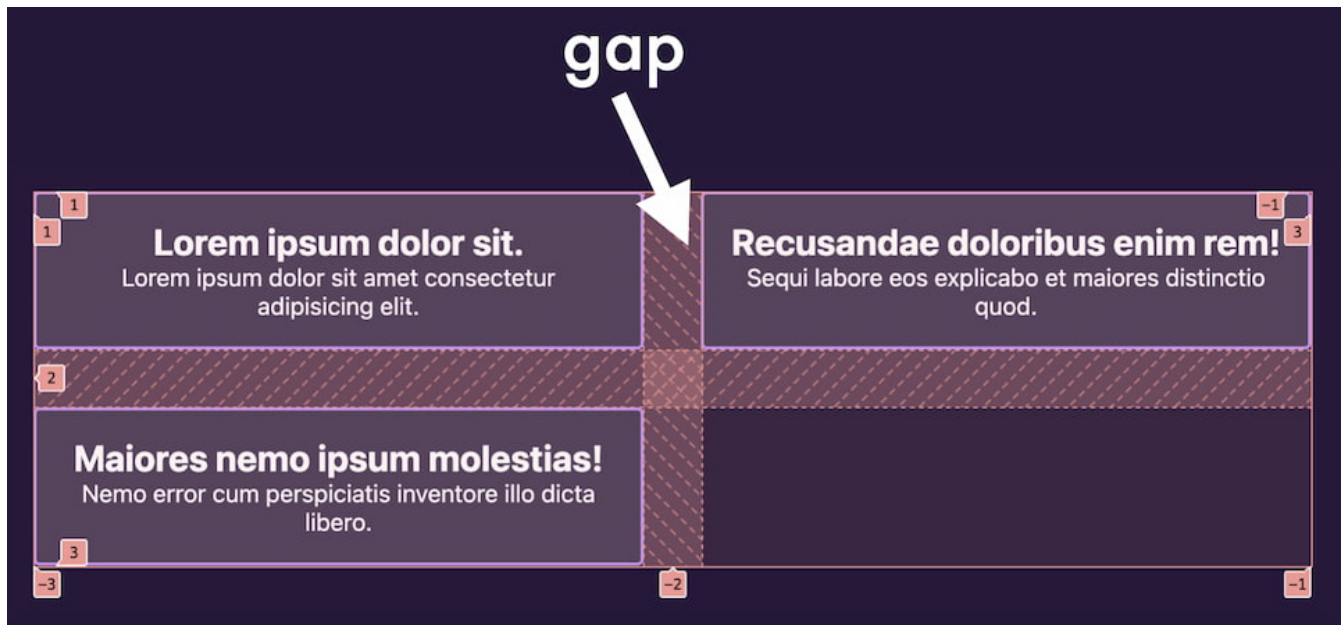 gap
1
-1
1
3
Lorem ipsum dolor sit.
Lorem ipsum dolor sit amet consectetur
adipisicing elit.
Recusandae doloribus enim rem!
Sequi labore eos explicabo et maiores distinctio
quod.
2
Maiores nemo ipsum molestias!
Nemo error cum perspiciatis inventore illo dicta
libero.
3
-3
-2
-1